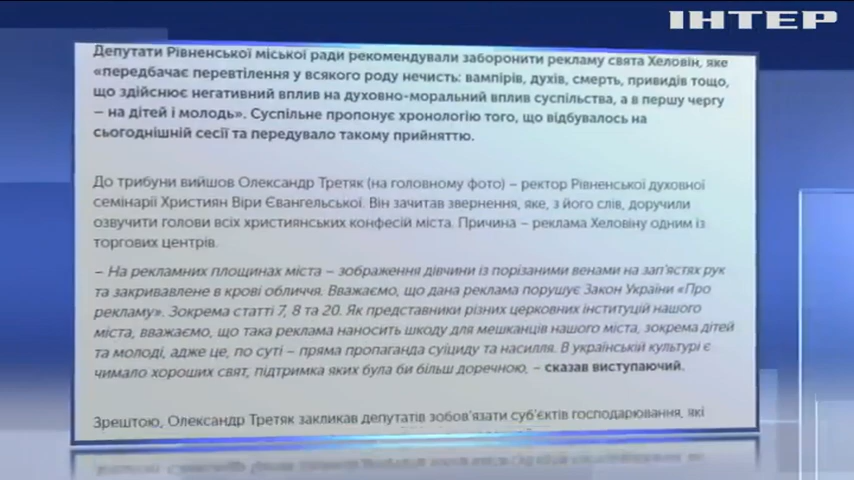 ІНТЕР
Депутати Рівненської міської ради рекомендували заборонити рекламу свята Хеловін, яке
«передбачає перевтілення у всякого роду нечисть: вампірів, духів, смерть, привидів тощо,
що здійснює негативний вплив на духовно-моральний вплив суспільства, а в першу чергу
– на дітей і молодь». Суспільне пропонує хронологію того, що відбувалось на
сьогоднішній сесії та передувало такому прийняттю.
До трибуни вийшов Олександр Третяк (на головному фото) – ректор Рівненської духовної
семінарії Християн Віри Євангельської. Він зачитав звернення, яке, з його слів, доручили
озвучити голови всіх християнських конфесій міста. Причина – реклама Хеловіну одним із
торгових центрів.
– На рекламних площинах міста – зображення дівчини із порізаними венами на зап'ястях рук
та закривавлене в крові обличчя. Вважаємо, що дана реклама порушує Закон України «Про
рекламу». Зокрема статті 7, 8 та 20. Як представники різних церковних інституцій нашого
міста, вважаємо, що така реклама наносить шкоду для мешканців нашого міста, зокрема дітей
та молоді, адже це, по суті – пряма пропаганда суїциду та насилля. В українській культурі є
чимало хороших свят, підтримка яких була би більш доречною, – сказав виступаючий.
Зрештою, Олександр Третяк закликав депутатів зобов'язати суб'єктів господарювання, які